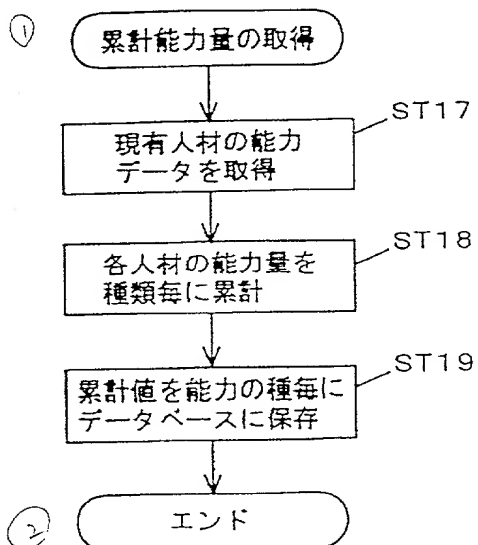 ①
累計能力量の取得
ST17
現有人材の能力
データを取得
ST18
各人材の能力量を
種類毎に累計
ST19
累計値を能力の種毎に
データベースに保存
②
エンド